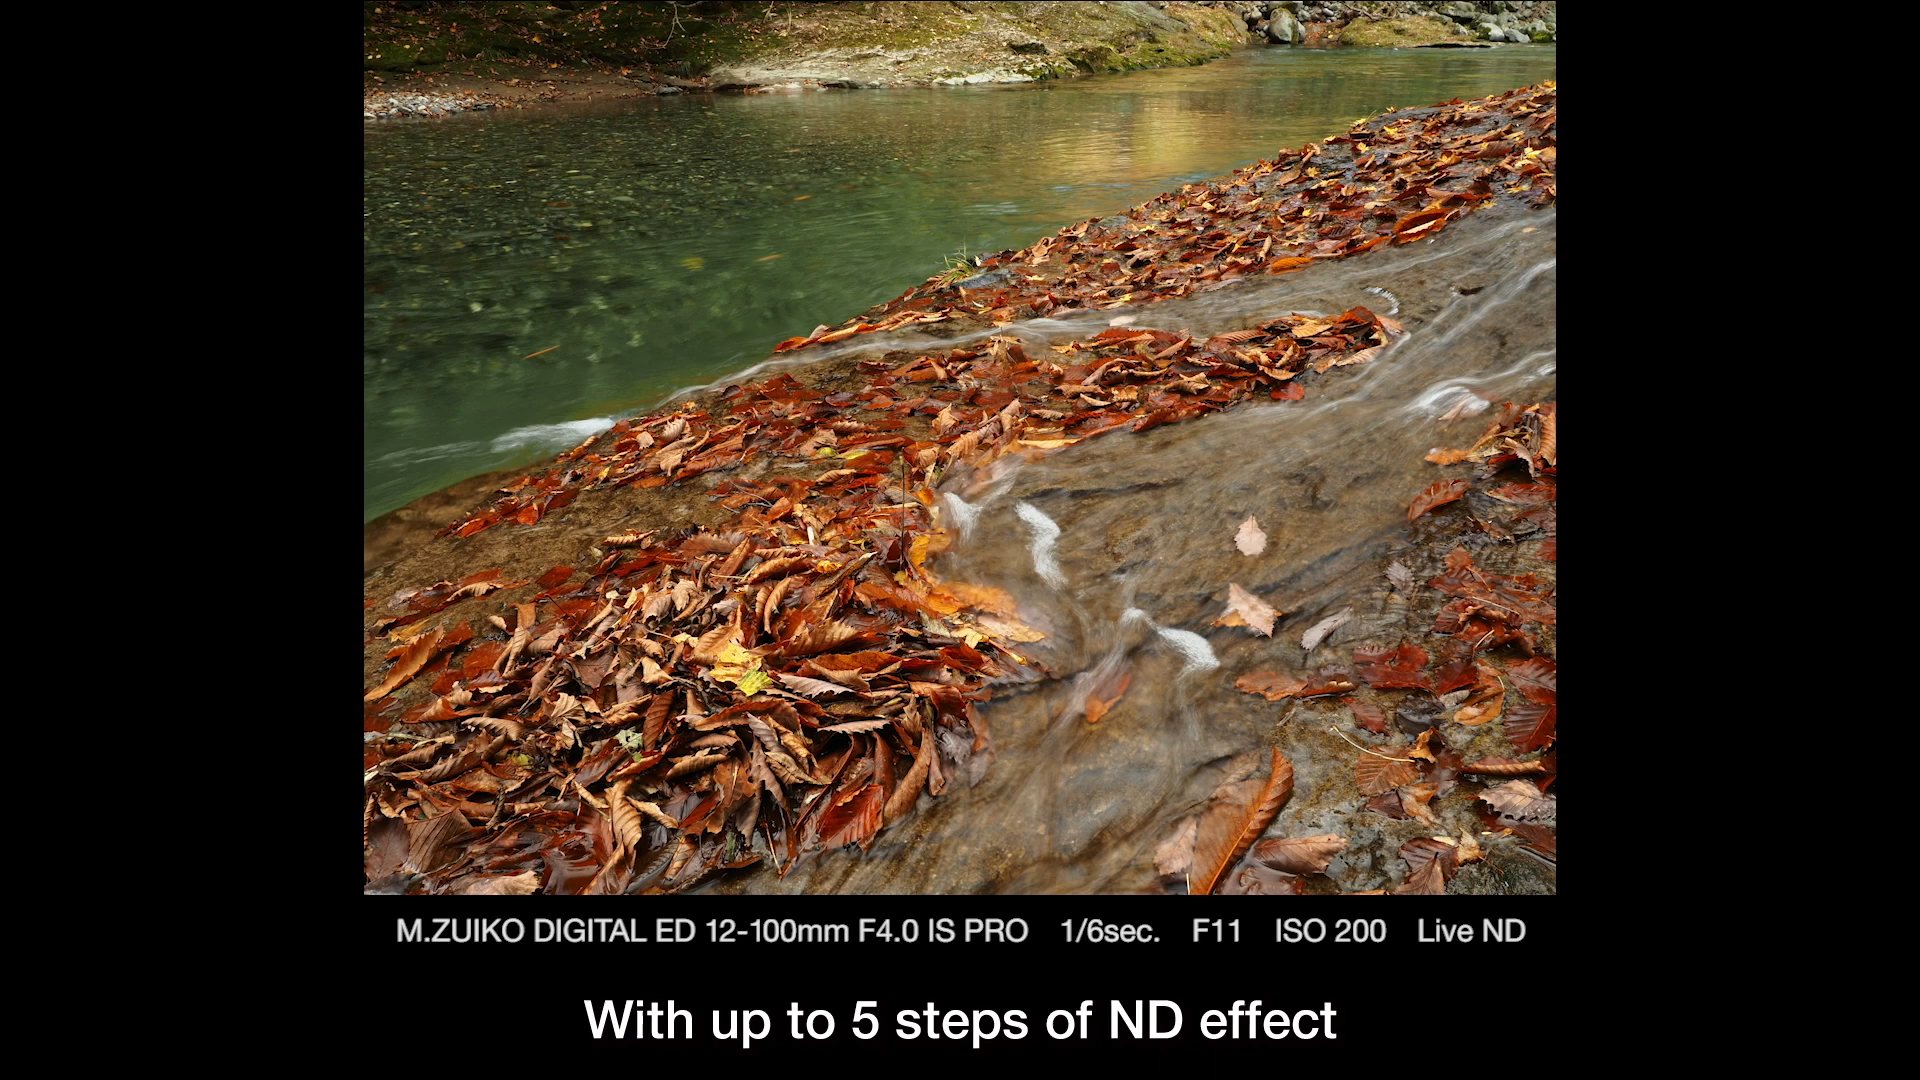 M.ZUIKO DIGITAL ED 12-100mm F4.0 IS PRO 1/6sec. F11 ISO 200 Live ND
With up to 5 steps of ND effect